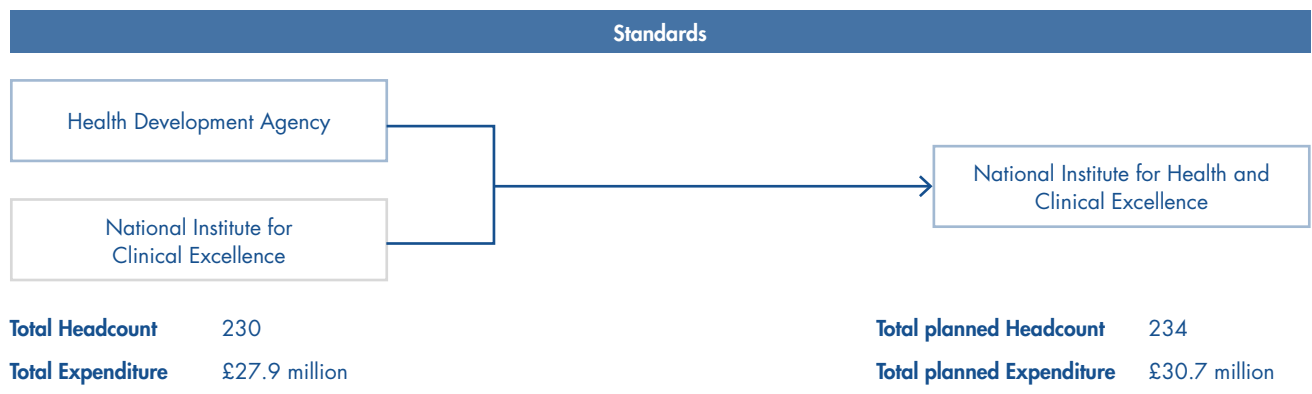 Standards
Health Development Agency
National Institute for
Clinical Excellence
National Institute for Health and
Clinical Excellence
Total Headcount 230
Total Expenditure £27.9 million
Total planned Headcount 234
Total planned Expenditure £30.7 million